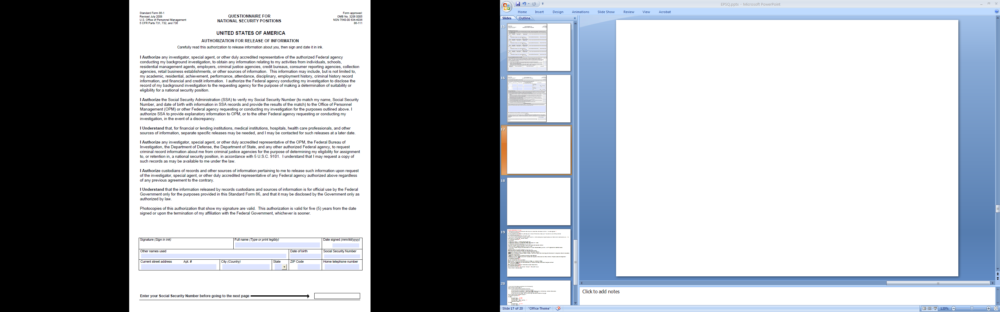 Standard Form 86-1
Revised July 2008
U.S. Office of Personnel Management
5 CFR Parts 731, 732, and 736
QUESTIONNAIRE FOR
NATIONAL SECURITY POSITIONS
Form approved:
OMB No. 3206 0005
NSN 7540-00 634-4036
86-111
UNITED STATES OF AMERICA
AUTHORIZATION FOR RELEASE OF INFORMATION
Carefully read this authorization to release information about you, then sign and date it in ink.
I Authorize any investigator, special agent, or other duly accredited representative of the authorized Federal agency
conducting my background investigation, to obtain any information relating to my activities from individuals, schools,
residential management agents, employers, criminal justice agencies, credit bureaus, consumer reporting agencies, collection
agencies, retail business establishments, or other sources of information. This information may include, but is not limited to,
my academic, residential, achievement, performance, attendance, disciplinary, employment history, criminal history record
information, and financial and credit information. I authorize the Federal agency conducting my investigation to disclose the
record of my background investigation to the requesting agency for the purpose of making a determination of suitability or
eligibility for a national security position.
I Authorize the Social Security Administration (SSA) to verify my Social Security Number (to match my name, Social Security
Number, and date of birth with information in SSA records and provide the results of the match) to the Office of Personnel
Management (OPM) or other Federal agency requesting or conducting my investigation for the purposes outlined above. I
authorize SSA to provide explanatory information to OPM, or to the other Federal agency requesting or conducting my
investigation, in the event of a discrepancy.
I Understand that, for financial or lending institutions, medical institutions, hospitals, health care professionals, and other
sources of information, separate specific releases may be needed, and I may be contacted for such releases at a later date.
I Authorize any investigator, special agent, or other duly accredited representative of the OPM, the Federal Bureau of
Investigation, the Department of Defense, the Department of State, and any other authorized Federal agency, to request
criminal record information about me from criminal justice agencies for the purpose of determining my eligibility for assignment
to, or retention in, a national security position, in accordance with 5 U.S.C. 9101. I understand that I may request a copy of
such records as may be available to me under the law.
I Authorize custodians of records and other sources of information pertaining to me to release such information upon request
of the investigator, special agent, or other duly accredited representative of any Federal agency authorized above regardless
of any previous agreement to the contrary.
I Understand that the information released by records custodians and sources of information is for official use by the Federal
Government only for the purposes provided in this Standard Form 86, and that it may be disclosed by the Government only as
authorized by law.
Photocopies of this authorization that show my signature are valid. This authorization is valid for five (5) years from the date
signed or upon the termination of my affiliation with the Federal Government, whichever is sooner.
Signature (Sign in ink)
Full name (Type or print legibly)
Date signed (mm/dd/yyyy)
Other names used
Date of birth
Social Security Number
Current street address Apt. #
City (Country)
State
ZIP Code
Home telephone number
Enter your Social Security Number before going to the next page
EPSQ.pptx - Microsoft PowerPoint
Home Insert Design Animations Slide Show Review View Acrobat
Slides Outline x
15
16
17
18
19
20
Click to add notes
Slide 17 of 20 "Office Theme" 120%